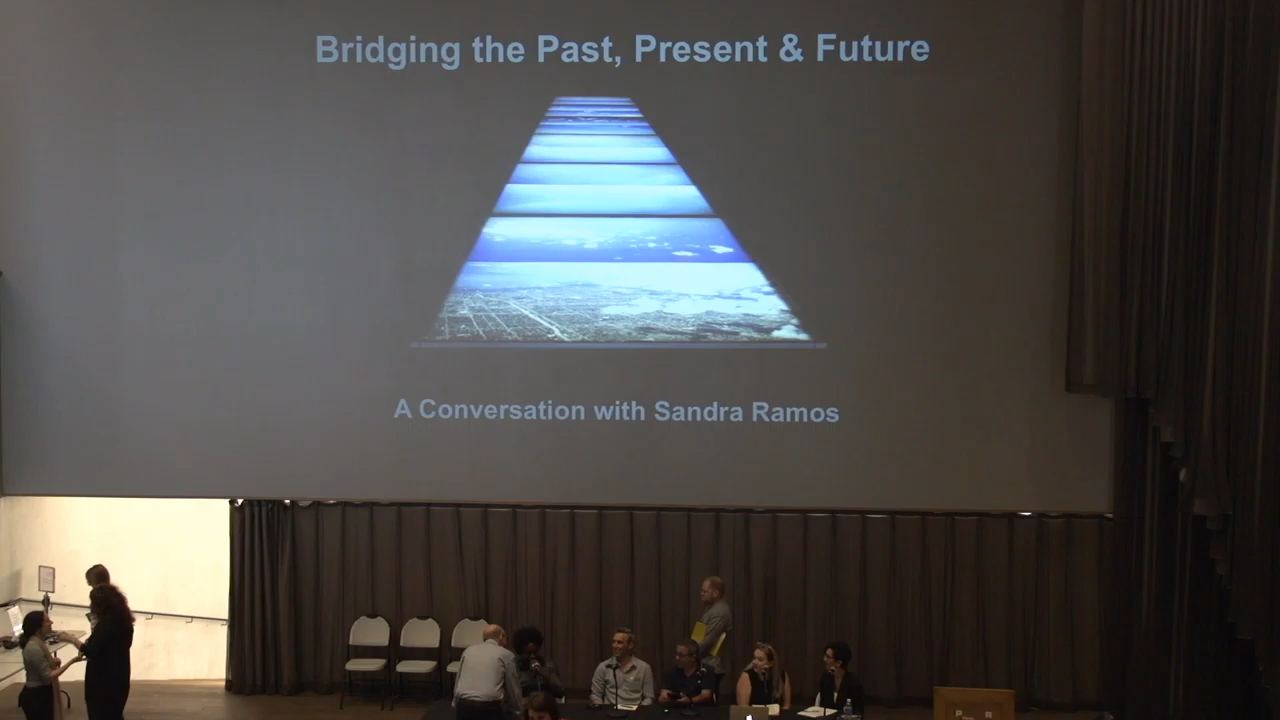 Bridging the Past, Present & Future
A Conversation with Sandra Ramos